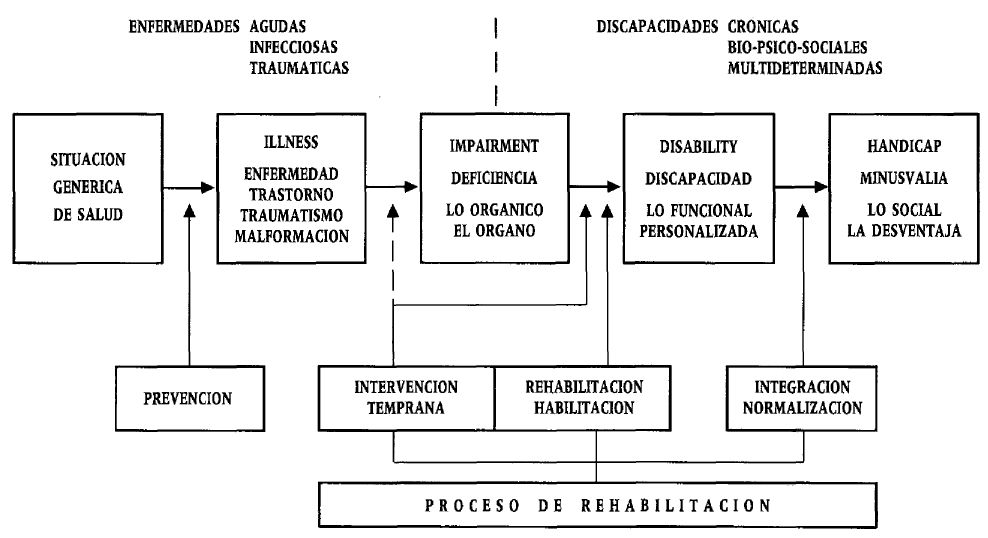 ENFERMEDADES AGUDAS
INFECCIOSAS
TRAUMATICAS
DISCAPACIDADES CRONICAS
BIO-PSICO-SOCIALES
MULTIDETERMINADAS
SITUACION
GENERICA
DE SALUD
ILLNESS
ENFERMEDAD
TRASTORNO
TRAUMATISMO
MALFORMACION
IMPAIRMENT
DEFICIENCIA
LO ORGANICO
EL ORGANO
DISABILITY
DISCAPACIDAD
LO FUNCIONAL
PERSONALIZADA
HANDICAP
MINUSVALIA
LO SOCIAL
LA DESVENTAJA
PREVENCION
INTERVENCION
TEMPRANA
REHABILITACION
HABILITACION
INTEGRACION
NORMALIZACION
PROCESO DE REHABILITACION